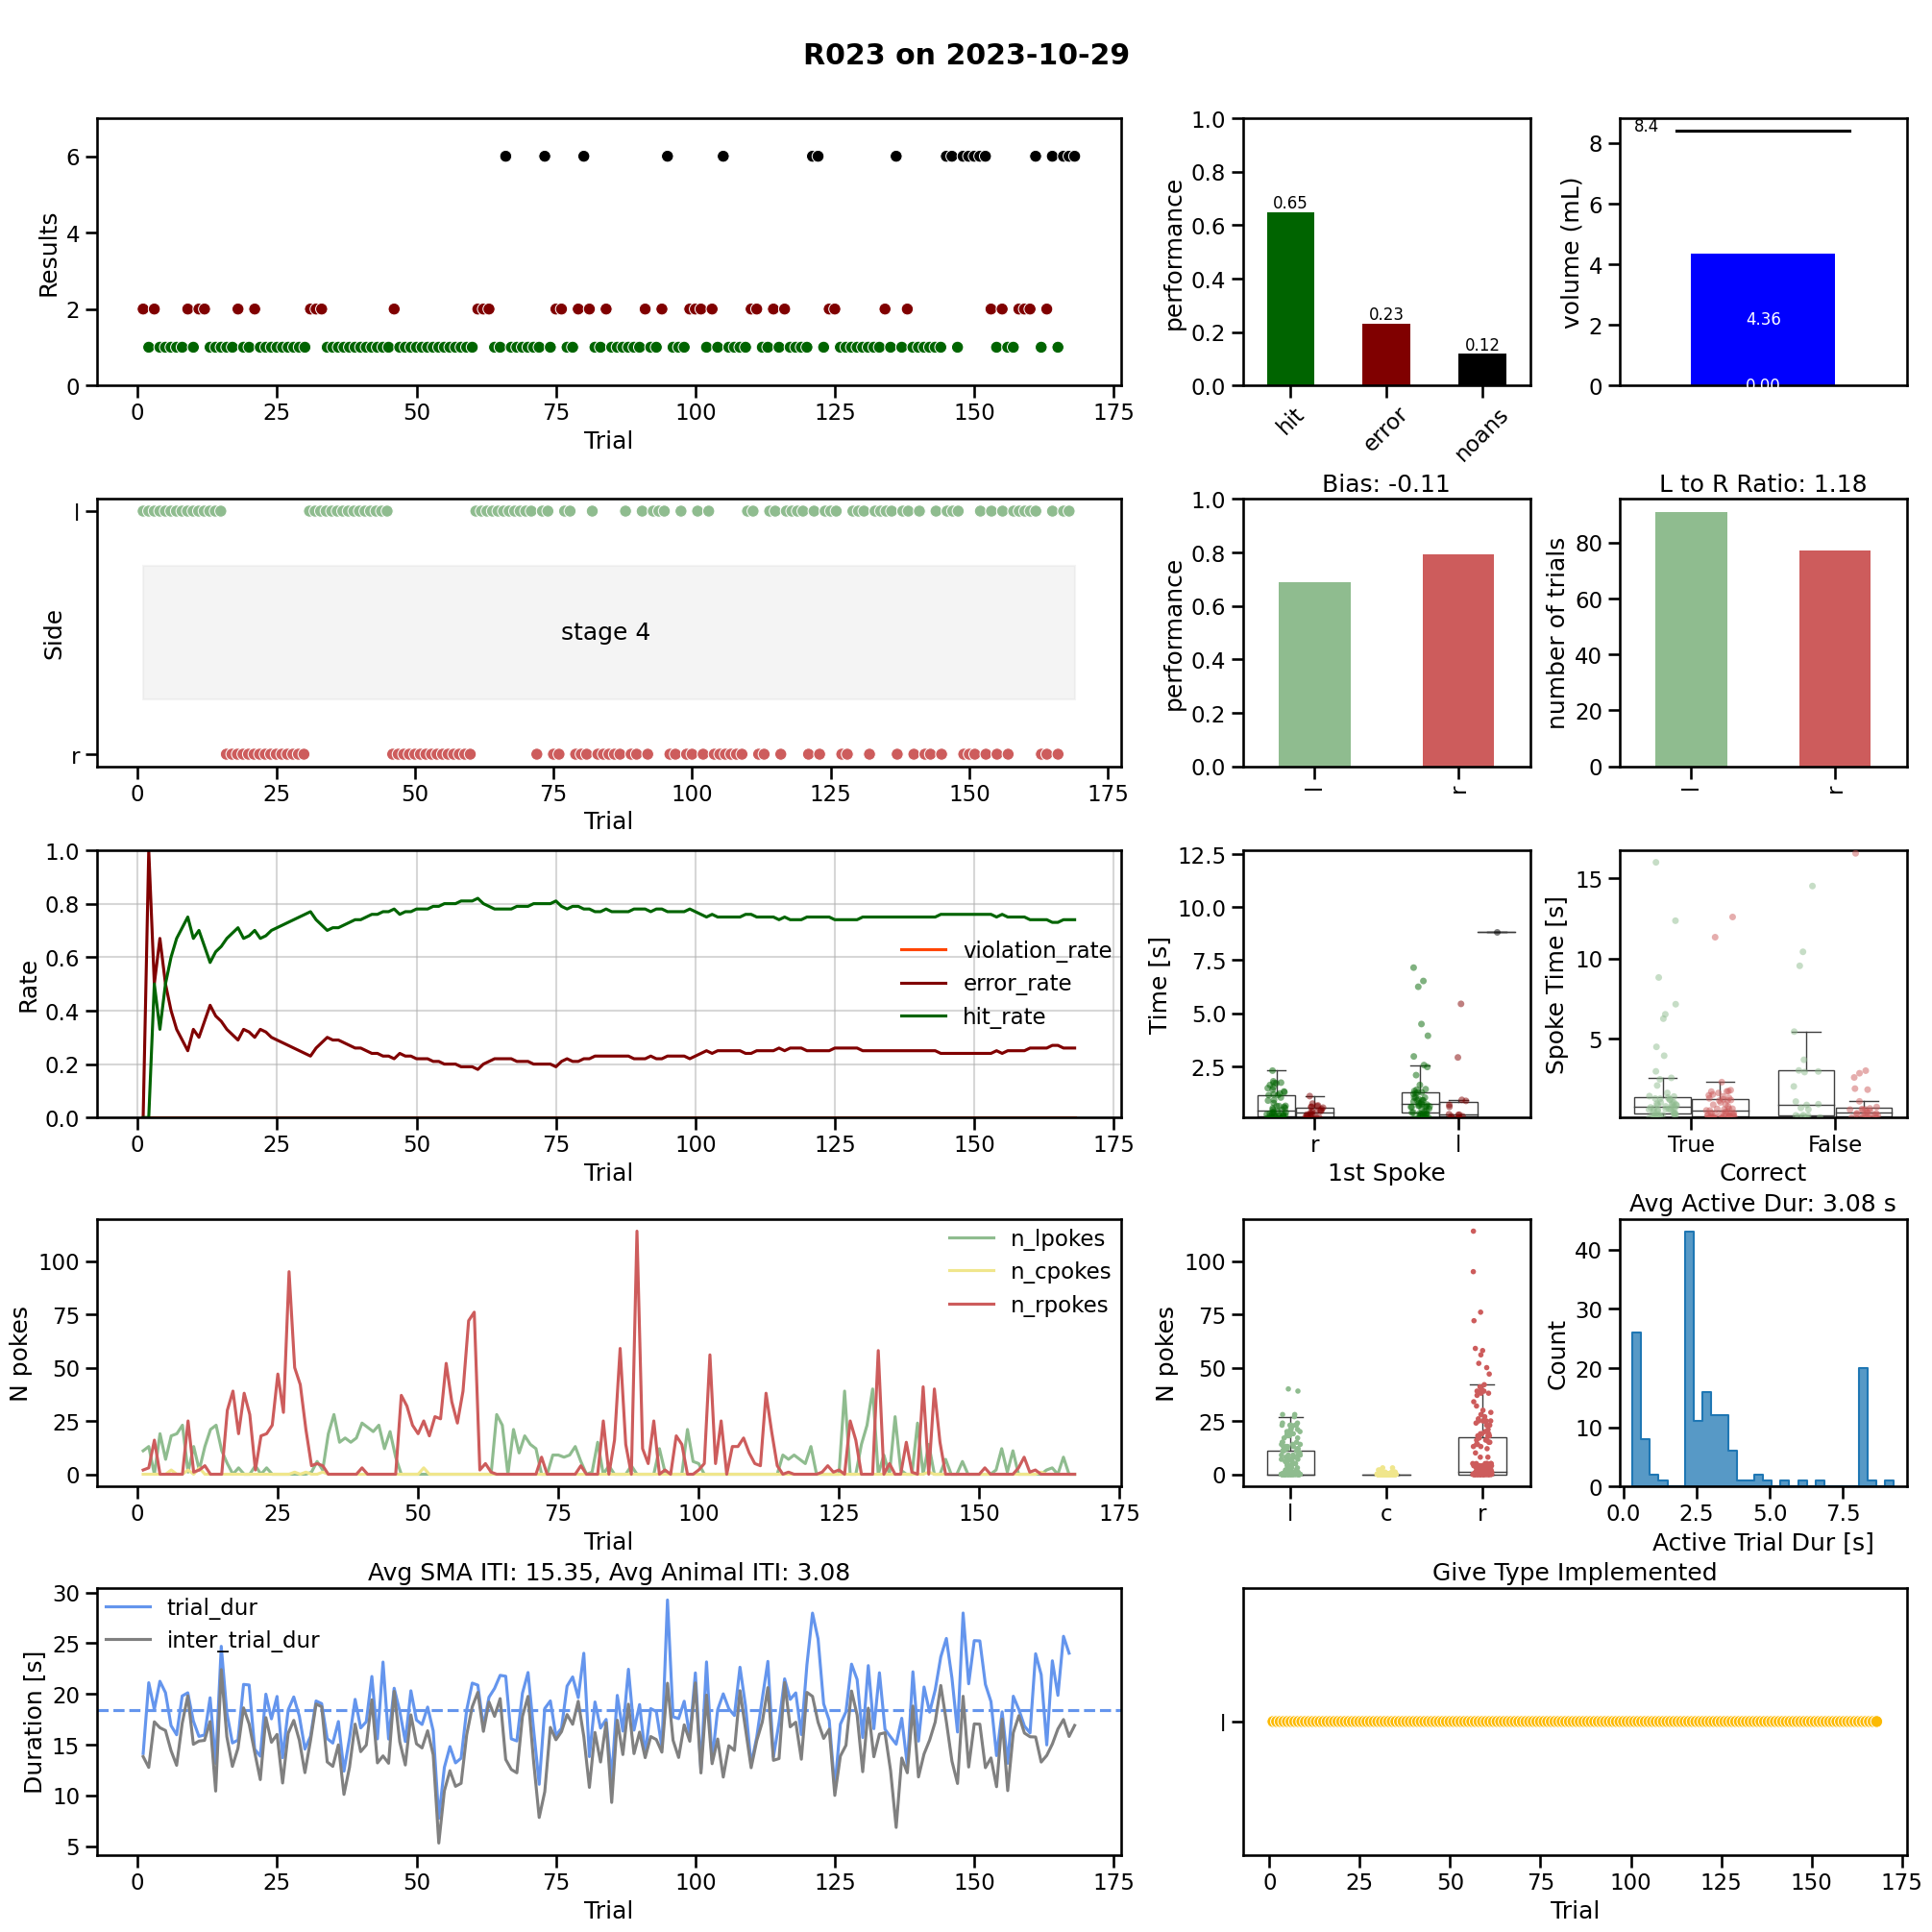 R023 on 2023-10-29
Results
6
4
2
0
0 25 50 75 100 125 150 175
Trial
performance
1.0
0.8
0.6
0.4
0.2
0.0
0.65
0.23
0.12
hit error noans
volume (mL)
8
6
4
2
0
8.4
4.36
0.00
Side
l
r
stage 4
0 25 50 75 100 125 150 175
Trial
Bias: -0.11
performance
1.0
0.8
0.6
0.4
0.2
0.0
l r
L to R Ratio: 1.18
number of trials
80
60
40
20
0
l r
Rate
1.0
0.8
0.6
0.4
0.2
0.0
violation_rate
error_rate
hit_rate
0 25 50 75 100 125 150 175
Trial
Time [s]
12.5
10.0
7.5
5.0
2.5
r l
1st Spoke
Spoke Time [s]
15
10
5
True False
Correct
N pokes
100
75
50
25
0
n_lpokes
n_cpokes
n_rpokes
0 25 50 75 100 125 150 175
Trial
N pokes
100
75
50
25
0
l c r
Avg Active Dur: 3.08 s
Count
40
30
20
10
0
0.0 2.5 5.0 7.5
Active Trial Dur [s]
Avg SMA ITI: 15.35, Avg Animal ITI: 3.08
Duration [s]
30
25
20
15
10
5
trial_dur
inter_trial_dur
0 25 50 75 100 125 150 175
Trial
Give Type Implemented
l
0 25 50 75 100 125 150 175
Trial